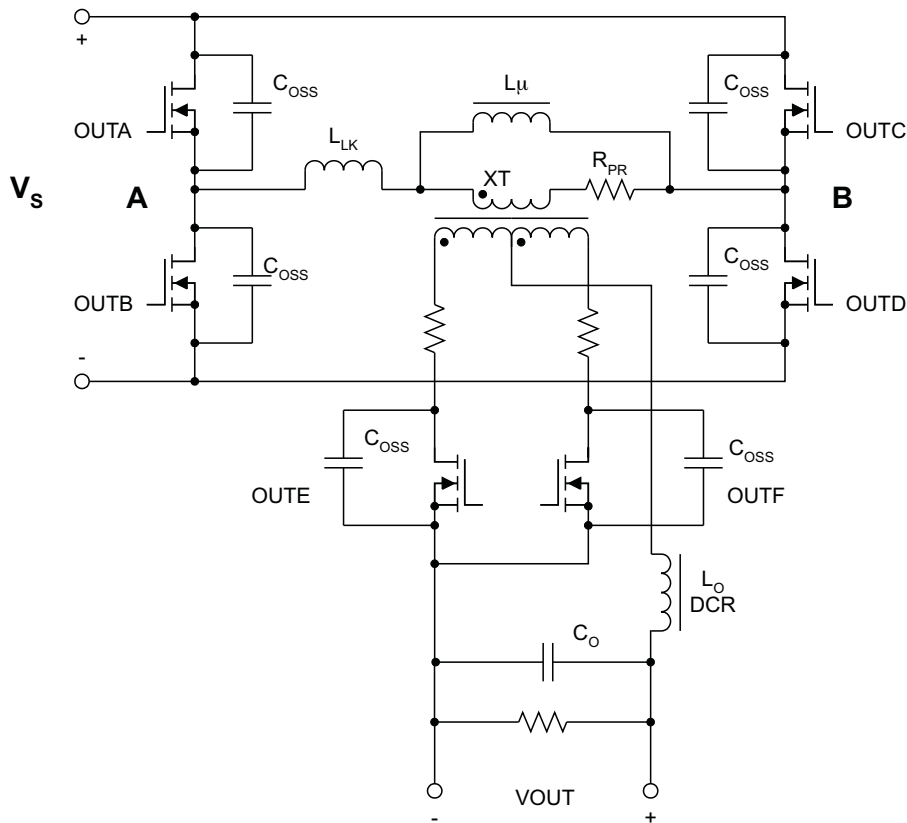 +
C_OSS
C_OSS
Lμ
OUTA
OUTC
L_LK
R_PR
V_S
A
XT
B
C_OSS
C_OSS
OUTB
OUTD
-
C_OSS
C_OSS
OUTE
OUTF
L_O
DCR
C_O
VOUT
-
+